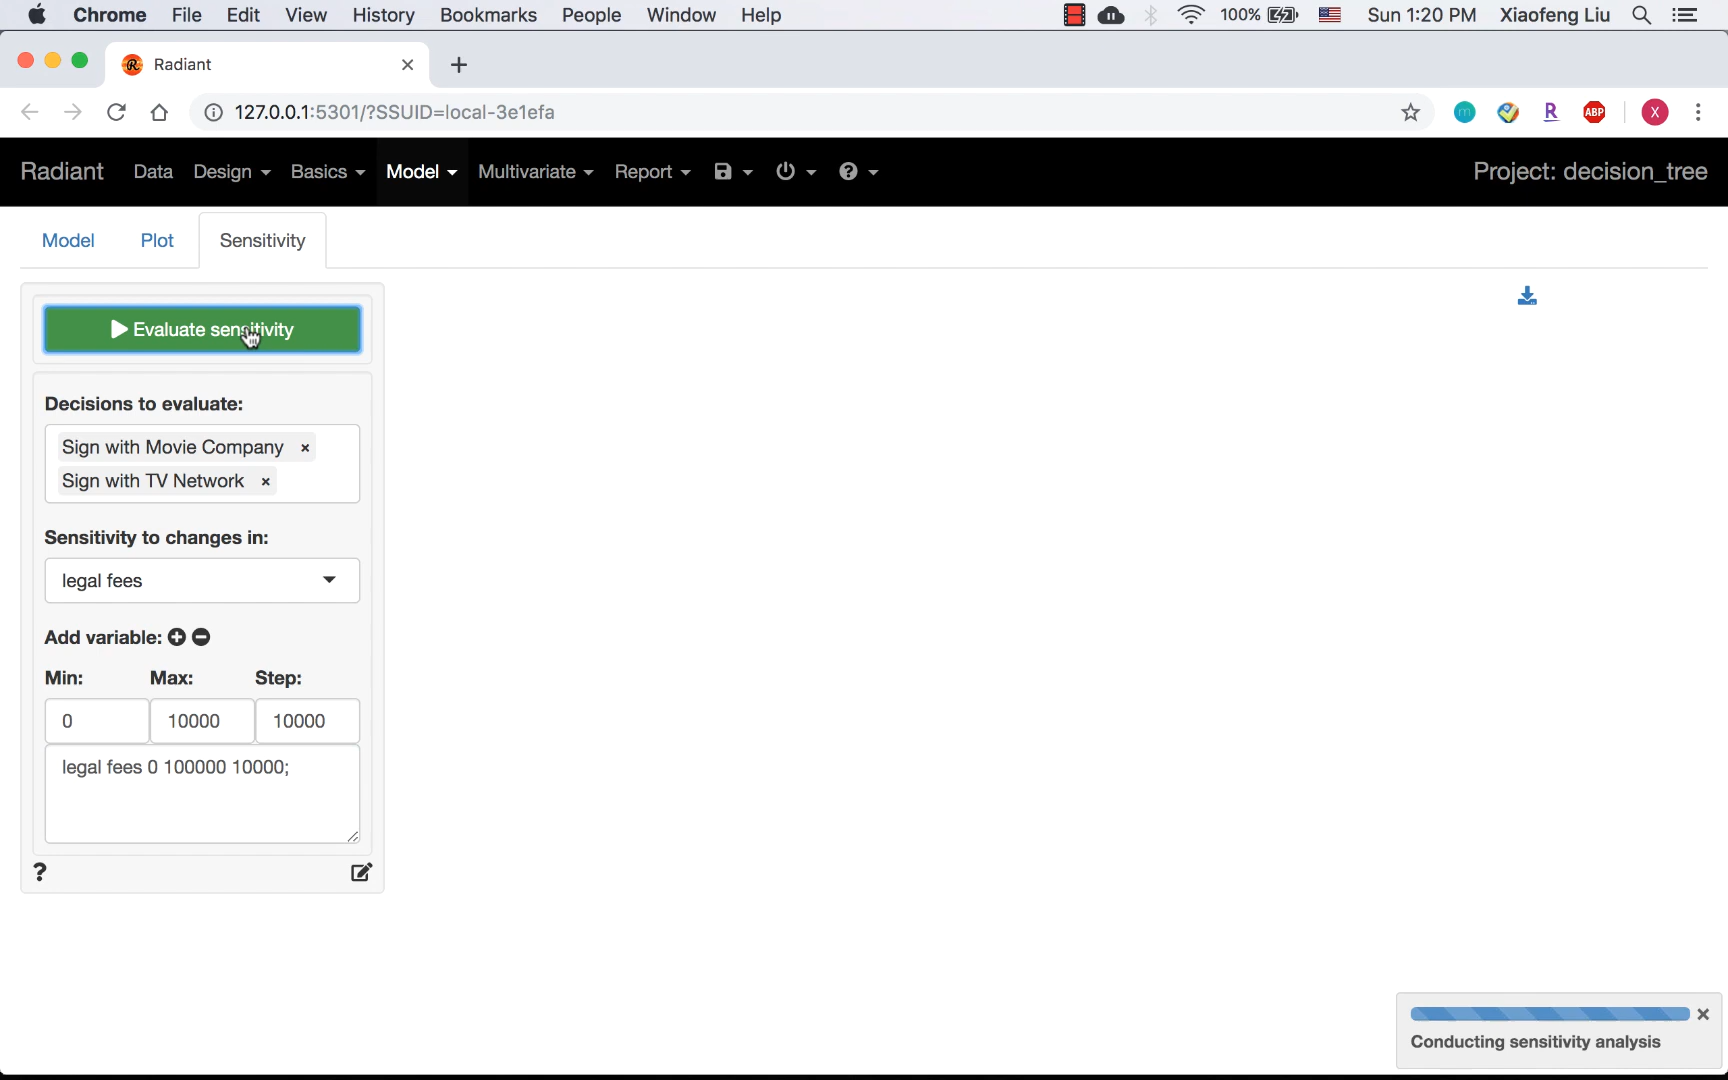 Chrome File Edit View History Bookmarks People Window Help 100% Sun 1:20 PM Xiaofeng Liu
Radiant
127.0.0.1:5301/?SSUID=local-3e1efa
m R ABP X
Radiant Data Design Basics Model Multivariate Report Project: decision_tree
Model Plot Sensitivity
Evaluate sensitivity
Decisions to evaluate:
Sign with Movie Company ×
Sign with TV Network ×
Sensitivity to changes in:
legal fees
Add variable:
Min: Max: Step:
0 10000 10000
legal fees 0 100000 10000;
?
Conducting sensitivity analysis